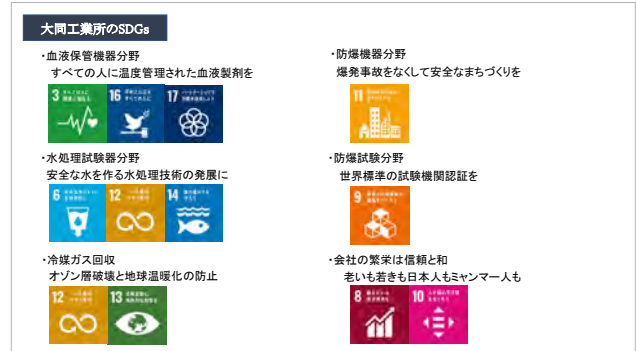 大同工業所のSDGs
・血液保管機器分野
すべての人に温度管理された血液製剤を
3
16
17
・水処理試験器分野
安全な水を作る水処理技術の発展に
6
12
14
・冷媒ガス回収
オゾン層破壊と地球温暖化の防止
12
13
・防爆機器分野
爆発事故をなくして安全なまちづくりを
11
・防爆試験分野
世界標準の試験機関認証を
9
・会社の繁栄は信頼と和
老いも若きも日本人もミャンマー人も
8
10